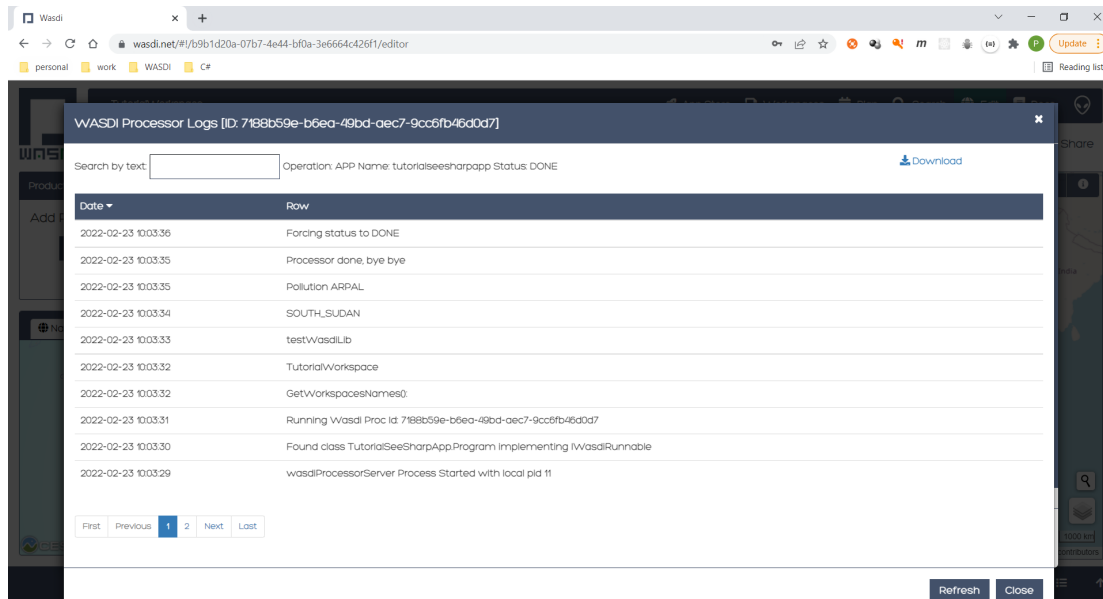 Wasdi
wasdi.net/#!/b9b1d20a-07b7-4e44-bf0a-3e6664c426f1/editor
P
Update
personal
work
WASDI
C#
Reading list
WASDI Processor Logs [ID: 7188b59e-b6ea-49bd-aec7-9cc6fb46d0d7]
Share
Search by text:
Operation: APP Name: tutorialseesharpapp Status: DONE
Download
Date
Row
Add
2022-02-23 10:03:36 Forcing status to DONE
2022-02-23 10:03:35 Processor done, bye bye
2022-02-23 10:03:35 Pollution ARPAL
2022-02-23 10:03:34 SOUTH_SUDAN
2022-02-23 10:03:33 testWasdiLib
2022-02-23 10:03:32 TutorialWorkspace
2022-02-23 10:03:32 GetWorkspacesNames():
2022-02-23 10:03:31 Running Wasdi Proc Id: 7188b59e-b6ea-49bd-aec7-9cc6fb46d0d7
2022-02-23 10:03:30 Found class TutorialSeeSharpApp.Program implementing IWasdiRunnable
2022-02-23 10:03:29 wasdiProcessorServer Process Started with local pid 11
First Previous 1 2 Next Last
1000 km
Refresh
Close